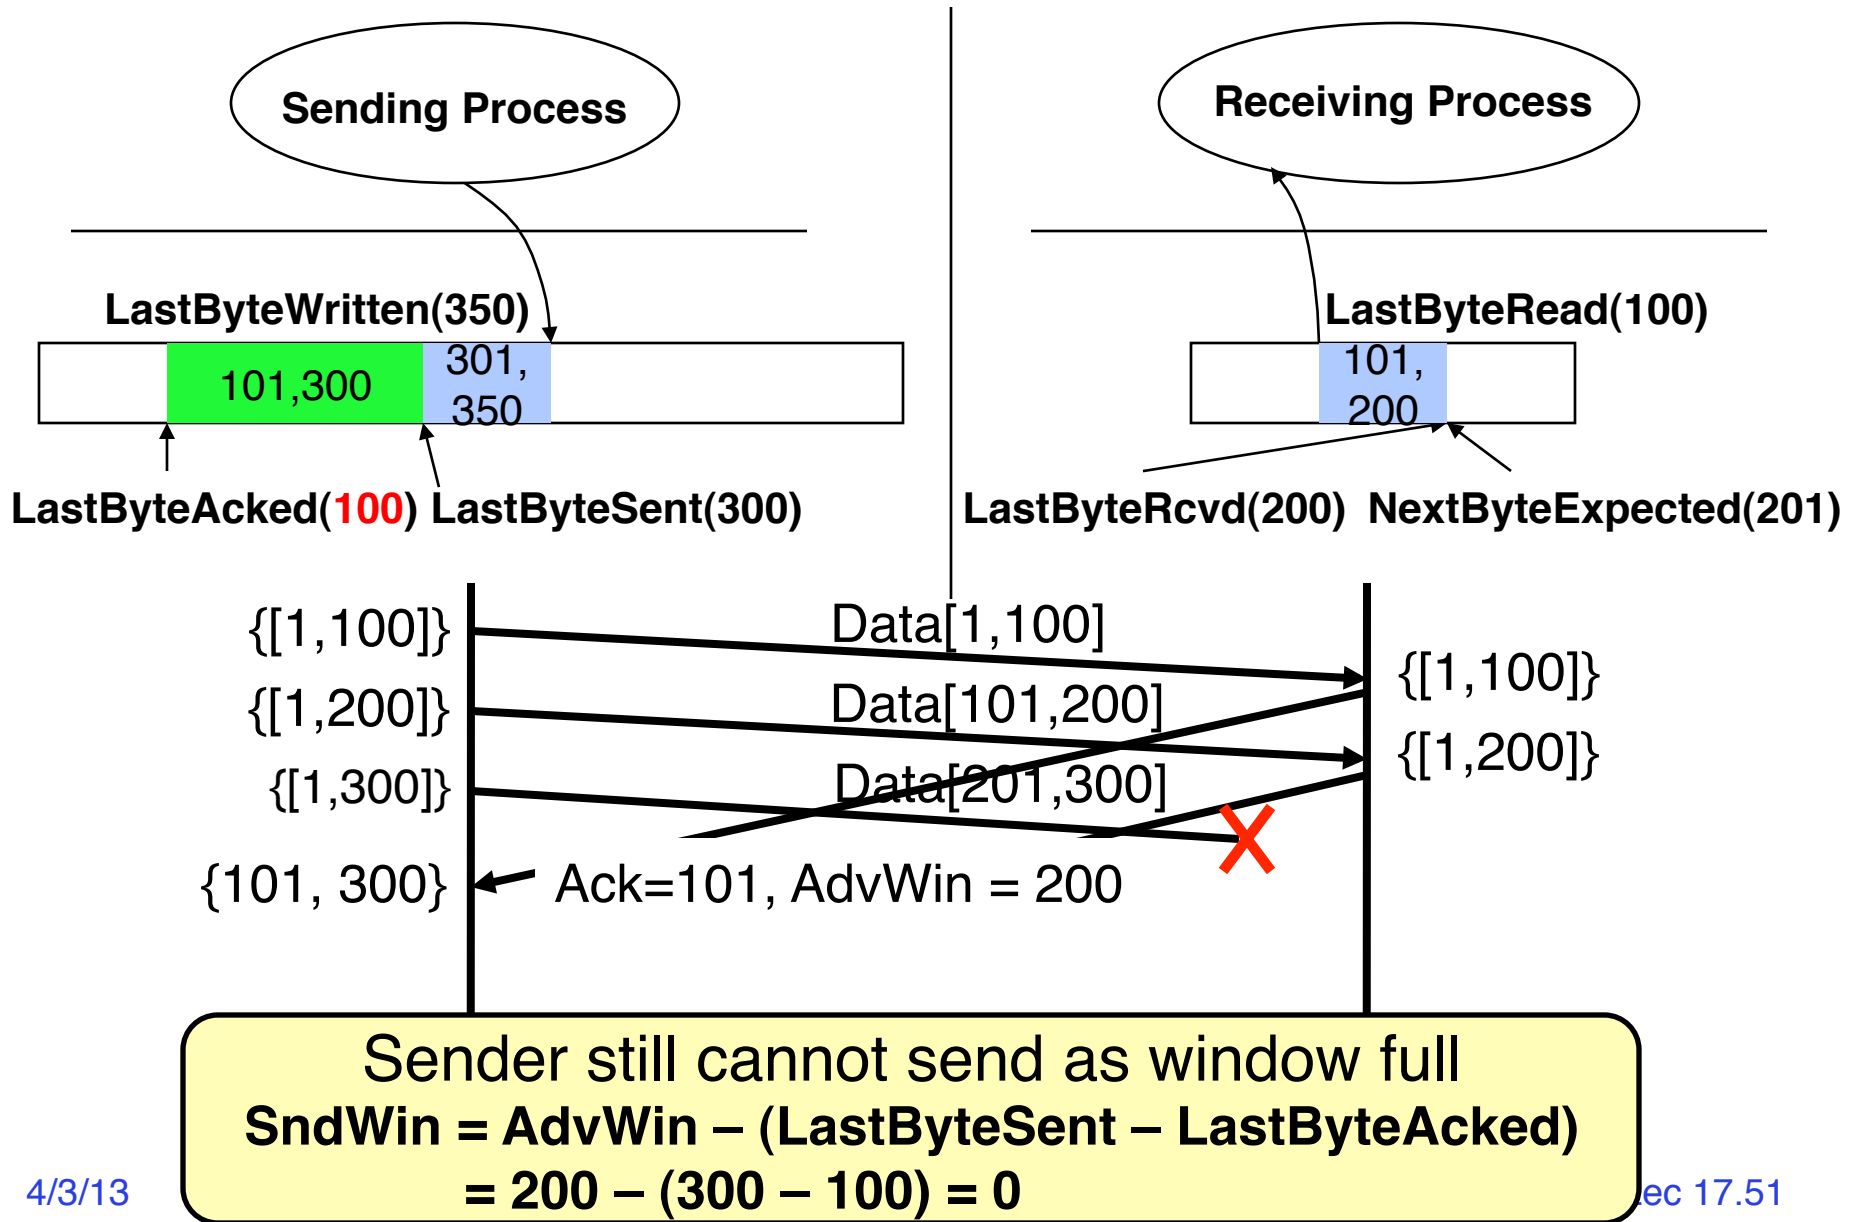 Sending Process
Receiving Process
LastByteWritten(350)
LastByteRead(100)
101,300
301,
350
101,
200
LastByteAcked(100) LastByteSent(300)
LastByteRcvd(200) NextByteExpected(201)
{[1,100]}
Data[1,100]
{[1,100]}
{[1,200]}
Data[101,200]
{[1,200]}
{[1,300]}
Data[201,300]
{101, 300}
Ack=101, AdvWin = 200
Sender still cannot send as window full
SndWin = AdvWin – (LastByteSent – LastByteAcked)
= 200 – (300 – 100) = 0
4/3/13
ec 17.51